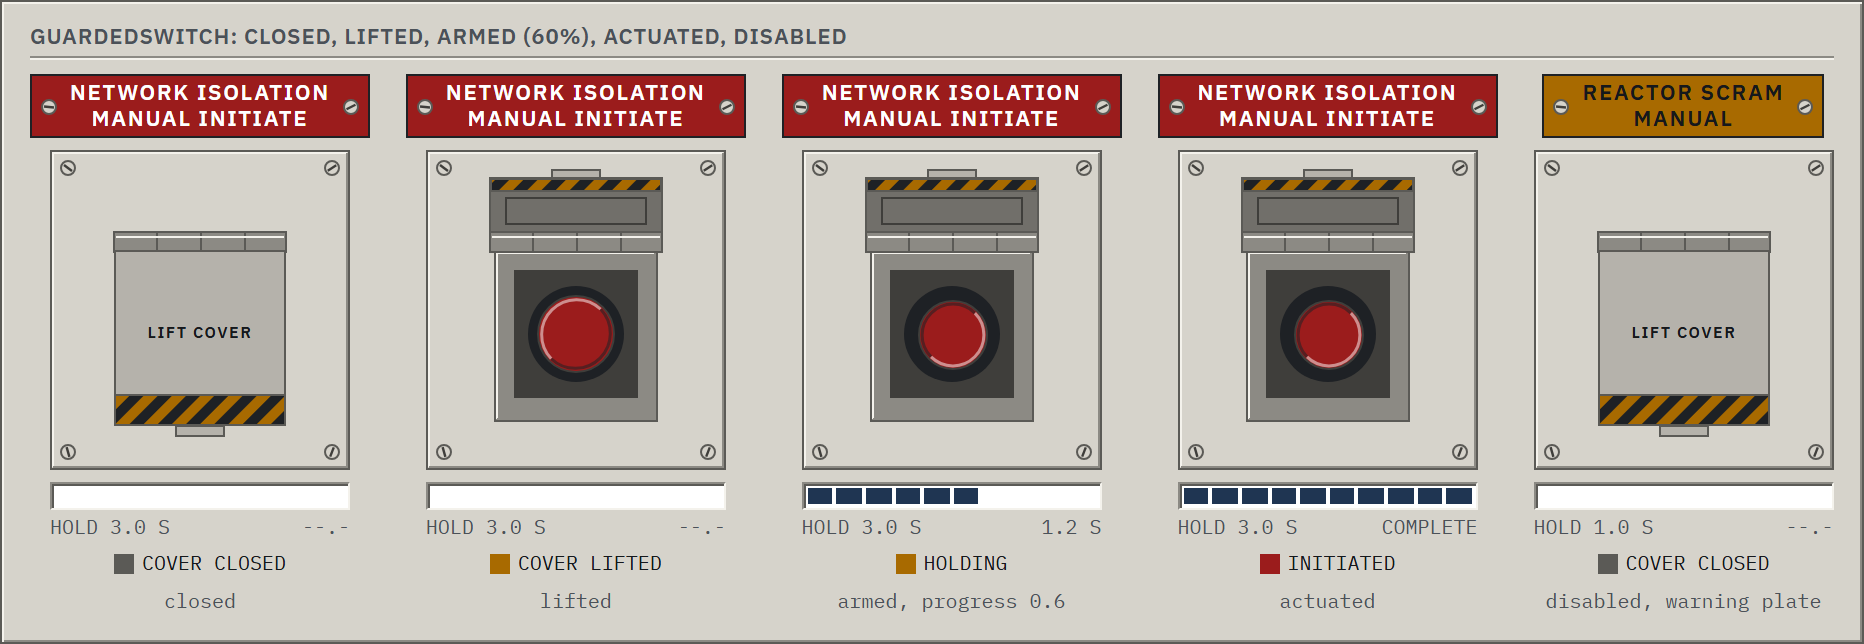 GUARDEDSWITCH: CLOSED, LIFTED, ARMED (60%), ACTUATED, DISABLED
NETWORK ISOLATION
MANUAL INITIATE
LIFT COVER
HOLD 3.0 S --.-
COVER CLOSED
closed
NETWORK ISOLATION
MANUAL INITIATE
HOLD 3.0 S --.-
COVER LIFTED
lifted
NETWORK ISOLATION
MANUAL INITIATE
HOLD 3.0 S 1.2 S
HOLDING
armed, progress 0.6
NETWORK ISOLATION
MANUAL INITIATE
HOLD 3.0 S COMPLETE
INITIATED
actuated
REACTOR SCRAM
MANUAL
LIFT COVER
HOLD 1.0 S --.-
COVER CLOSED
disabled, warning plate